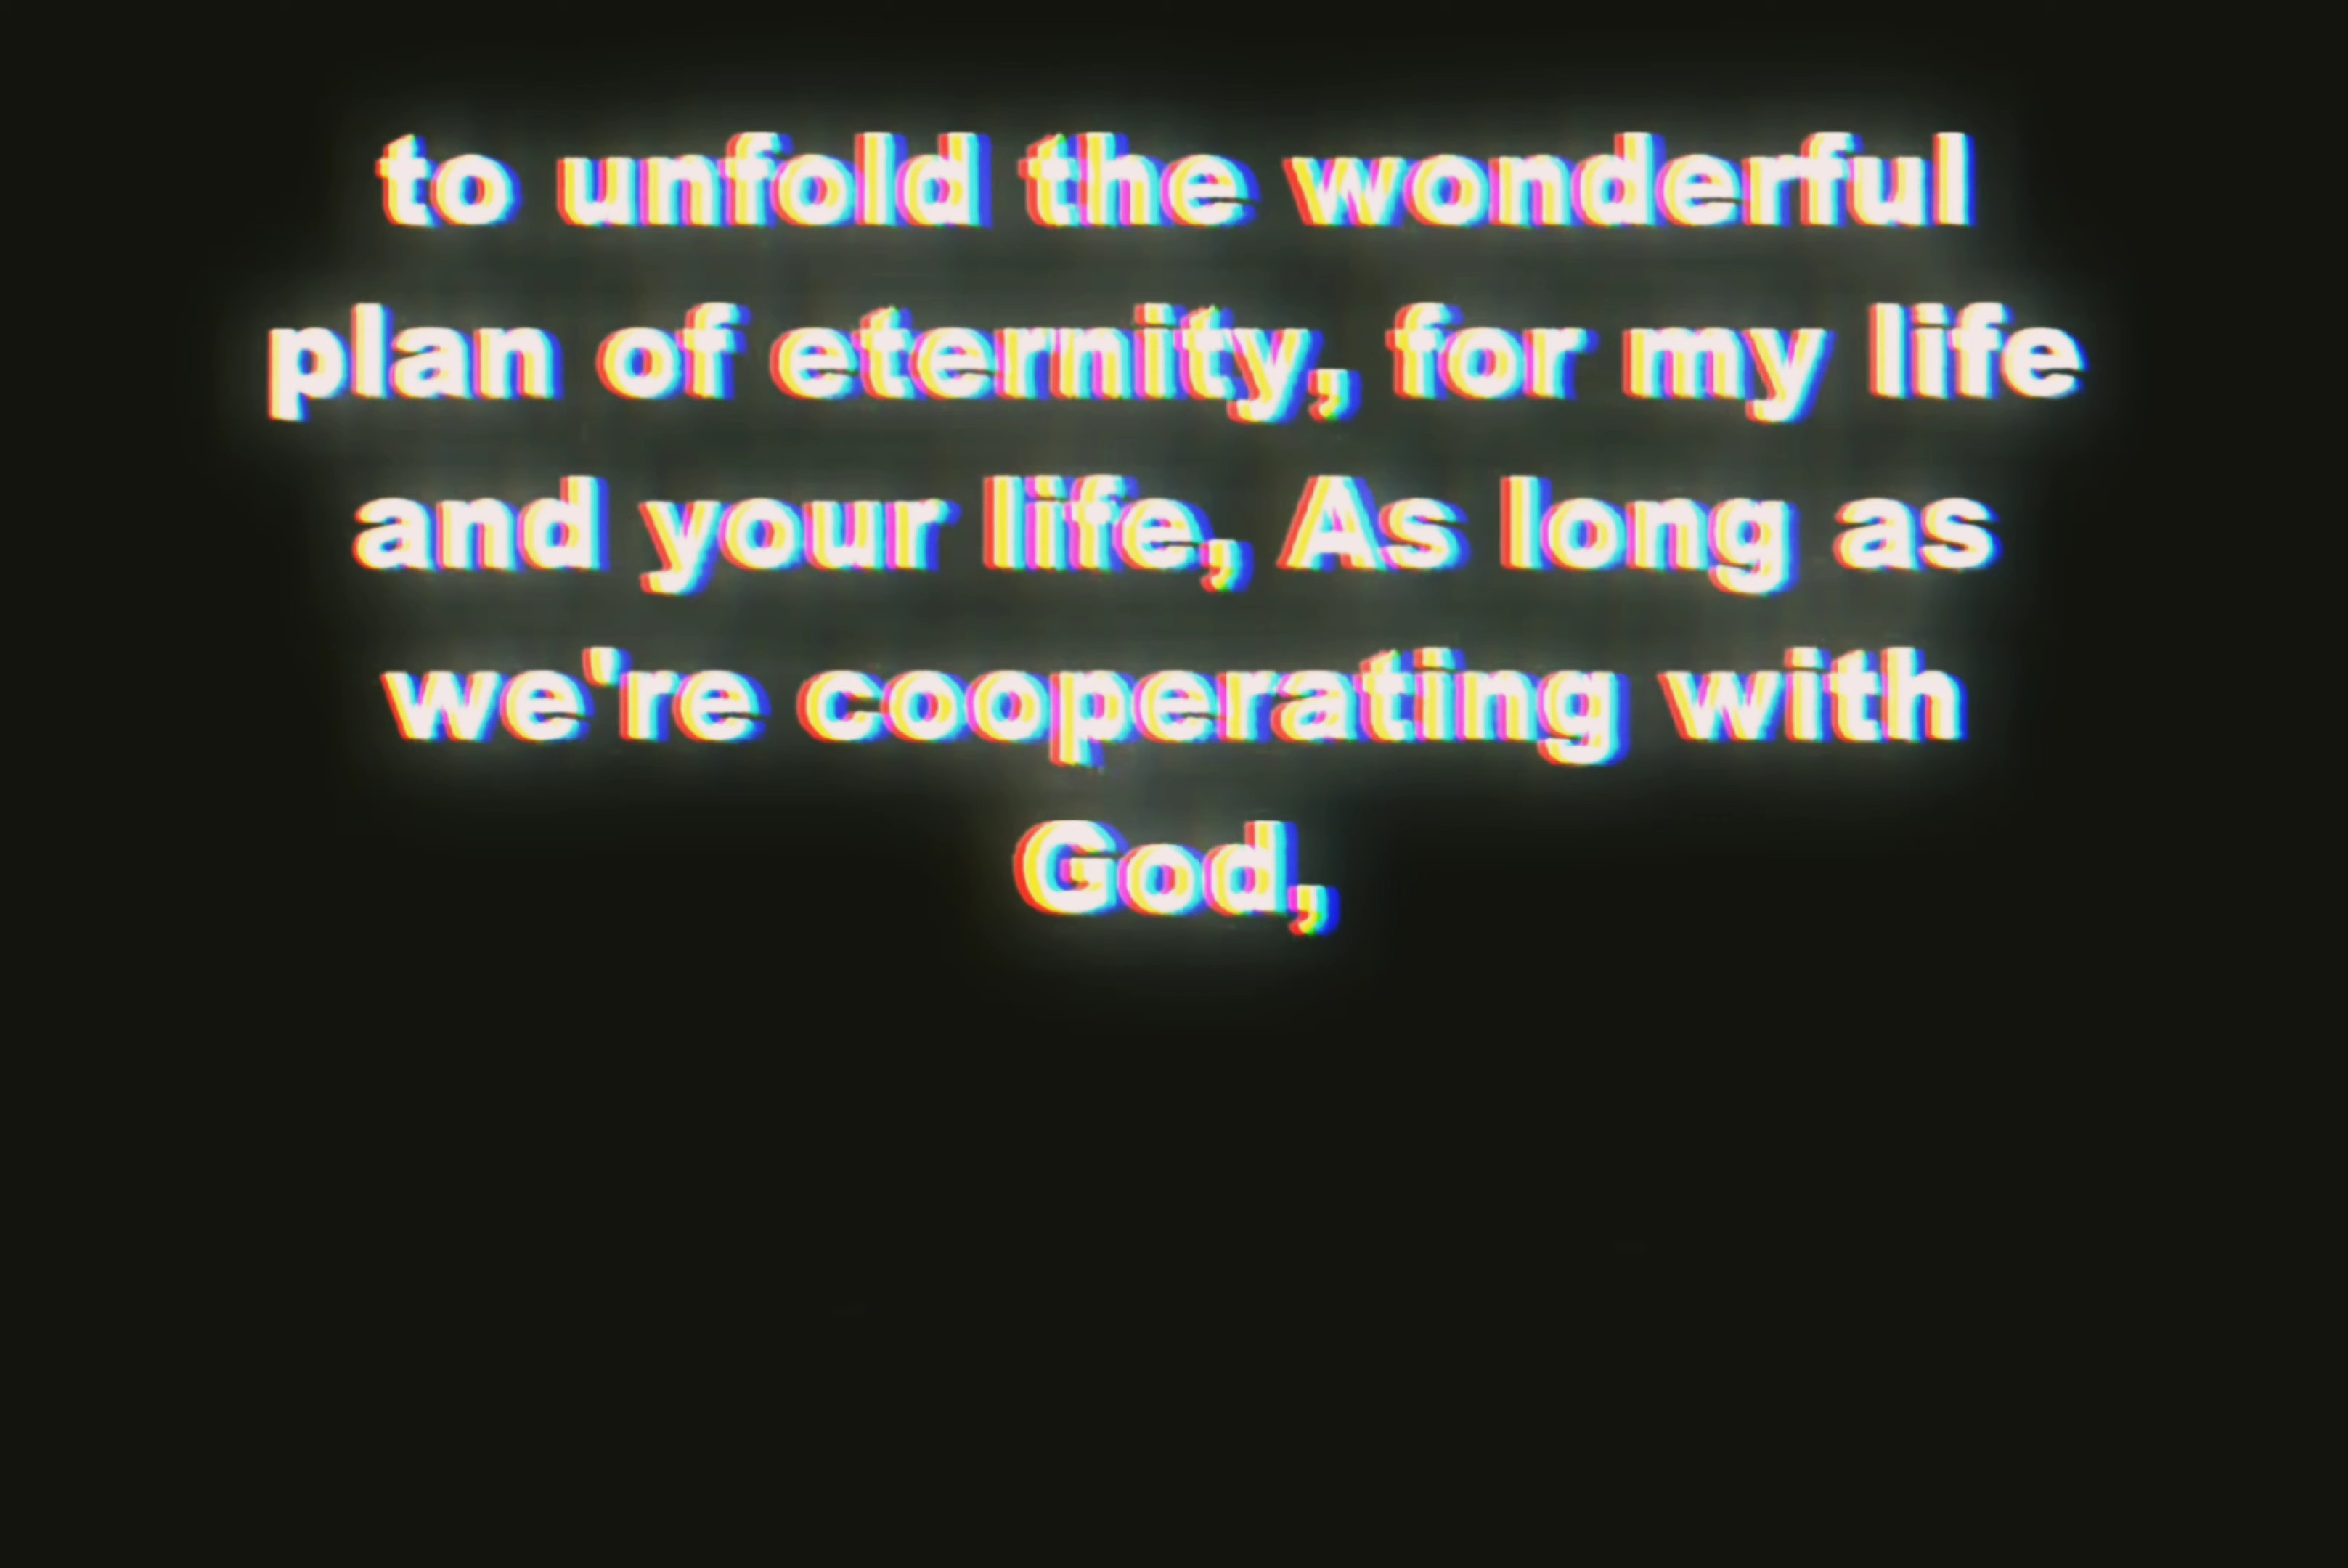 to unfold the wonderful
plan of eternity, for my life
and your life, As long as
we're cooperating with
God,